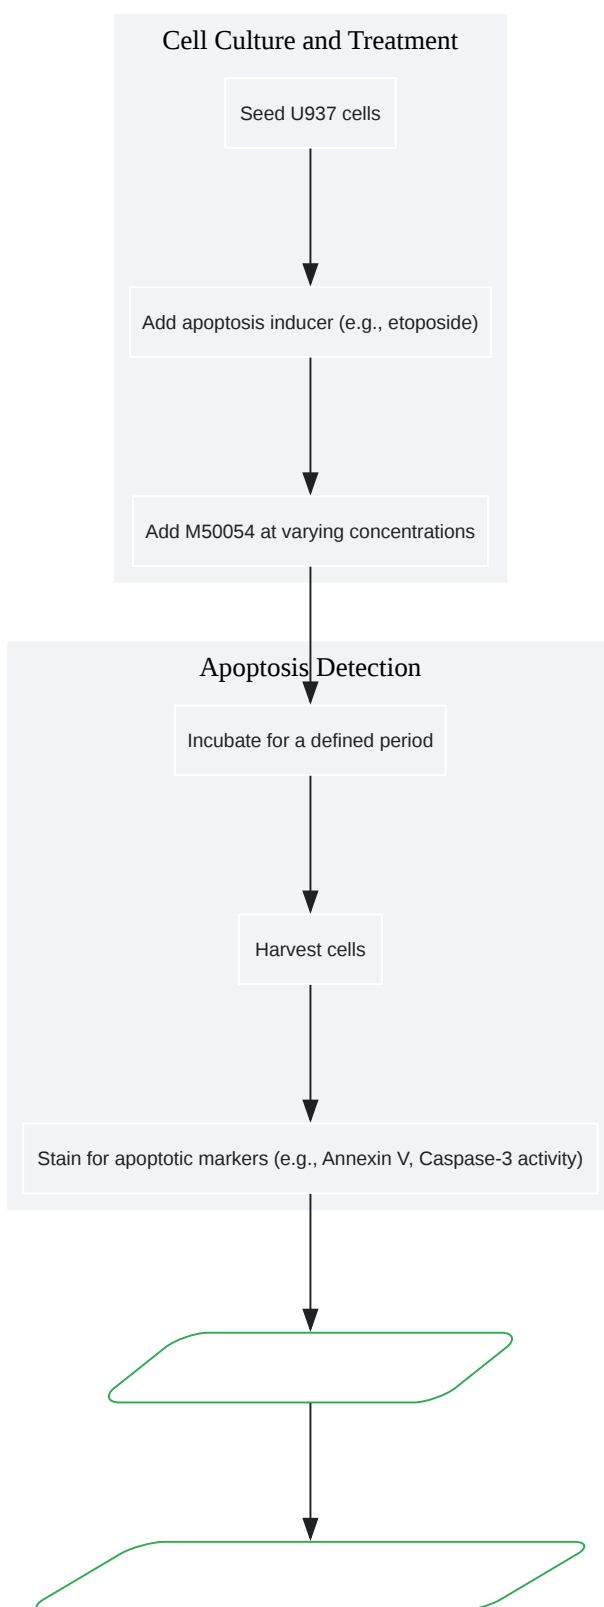 Cell Culture and Treatment
Seed U937 cells
Add apoptosis inducer (e.g., etoposide)
Add M50054 at varying concentrations
Apoptosis Detection
Incubate for a defined period
Harvest cells
Stain for apoptotic markers (e.g., Annexin V, Caspase-3 activity)